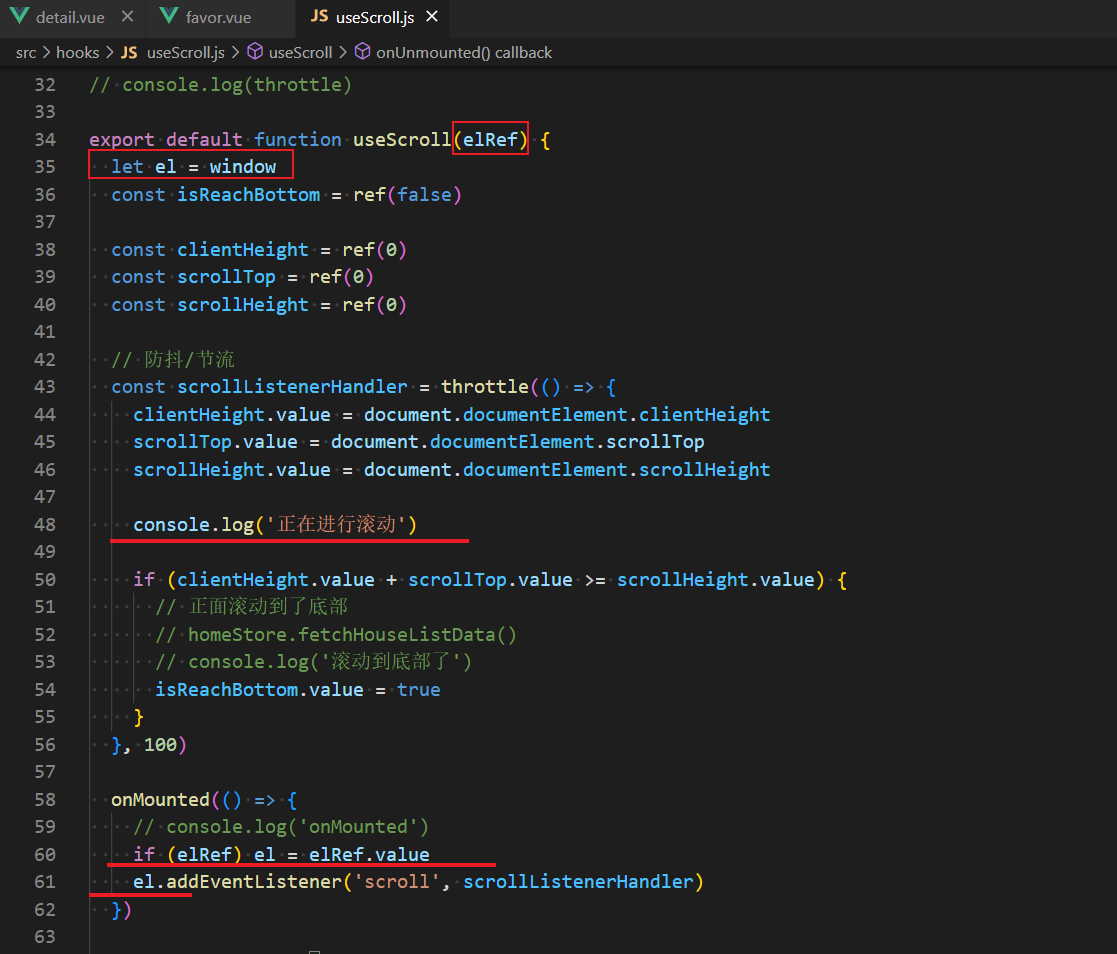 detail.vue favor.vue JS useScroll.js
src > hooks > JS useScroll.js > useScroll > onUnmounted() callback
32 // console.log(throttle)
33
34 export default function useScroll(elRef) {
35 let el = window
36 const isReachBottom = ref(false)
37
38 const clientHeight = ref(0)
39 const scrollTop = ref(0)
40 const scrollHeight = ref(0)
41
42 // 防抖/节流
43 const scrollListenerHandler = throttle(() => {
44 clientHeight.value = document.documentElement.clientHeight
45 scrollTop.value = document.documentElement.scrollTop
46 scrollHeight.value = document.documentElement.scrollHeight
47
48 console.log('正在进行滚动')
49
50 if (clientHeight.value + scrollTop.value >= scrollHeight.value) {
51 // 正面滚动到了底部
52 // homeStore.fetchHouseListData()
53 // console.log('滚动到底部了')
54 isReachBottom.value = true
55 }
56 }, 100)
57
58 onMounted(() => {
59 // console.log('onMounted')
60 if (elRef) el = elRef.value
61 el.addEventListener('scroll', scrollListenerHandler)
62 })
63